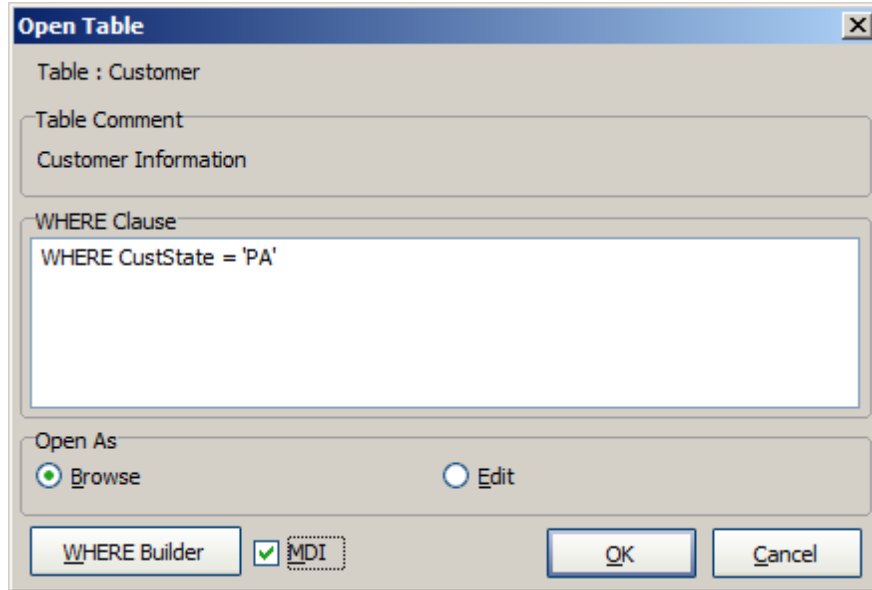 Open Table
Table : Customer
Table Comment
Customer Information
WHERE Clause
WHERE CustState = 'PA'
Open As
Browse Edit
WHERE Builder MDI OK Cancel